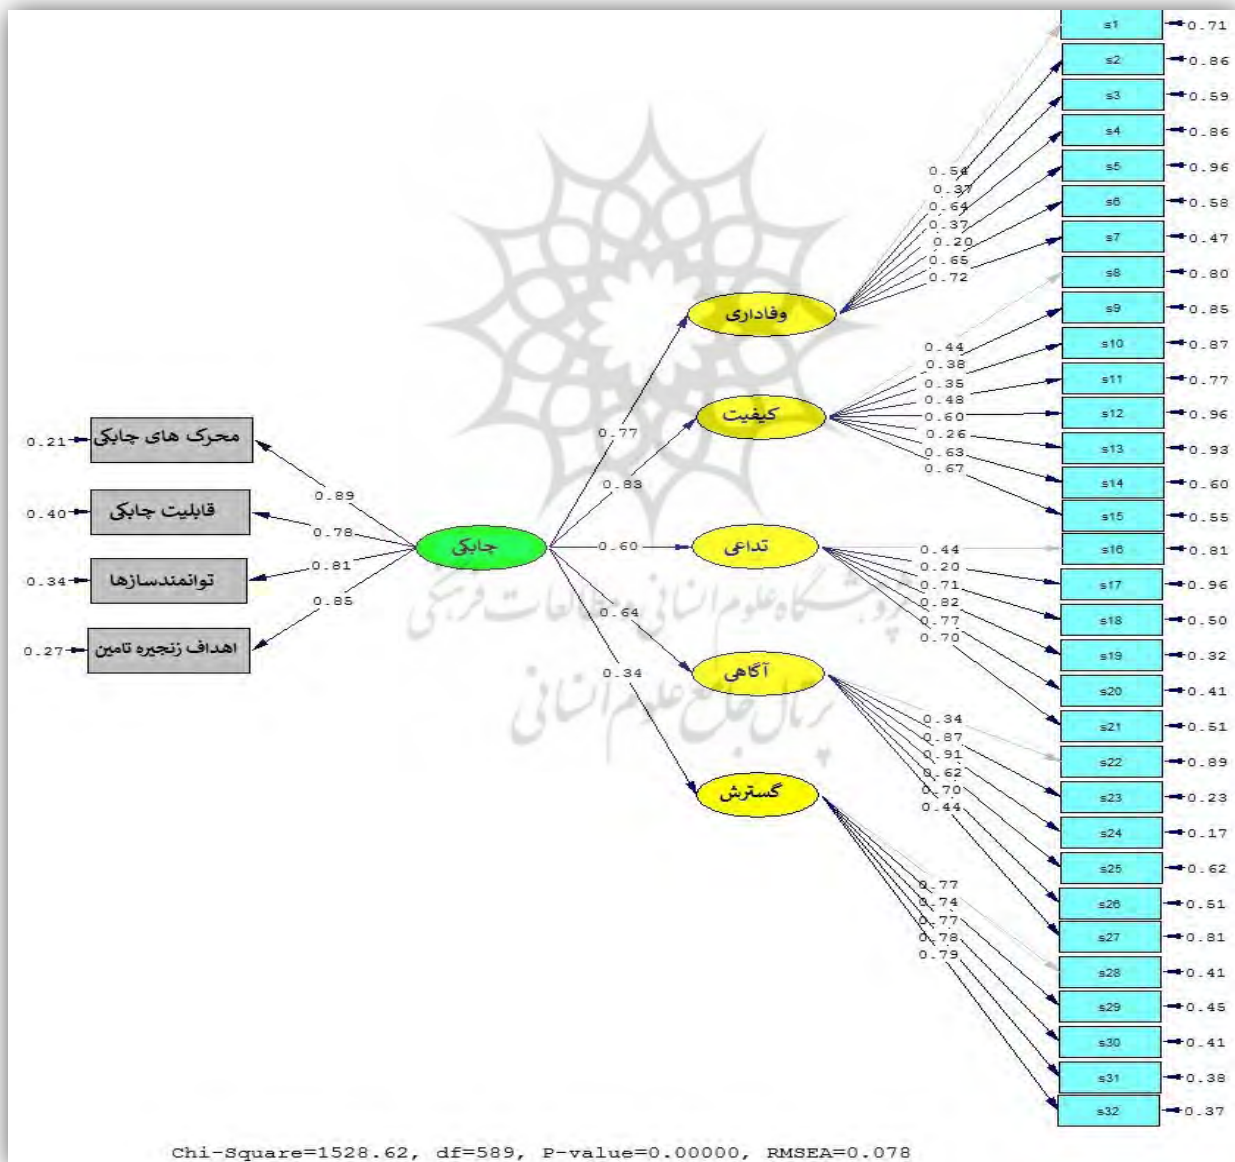 s1 0.71
s2 0.86
s3 0.59
s4 0.86
s5 0.96
s6 0.58
s7 0.47
s8 0.80
s9 0.85
s10 0.87
s11 0.77
s12 0.96
s13 0.93
s14 0.60
s15 0.55
s16 0.81
s17 0.96
s18 0.50
s19 0.32
s20 0.41
s21 0.51
s22 0.89
s23 0.23
s24 0.17
s25 0.62
s26 0.51
s27 0.81
s28 0.41
s29 0.45
s30 0.41
s31 0.38
s32 0.37
0.54
0.37
0.64
0.37
0.20
0.65
0.72
وفاداری
0.44
0.38
0.35
0.48
0.60
0.26
0.63
0.67
کیفیت
0.44
0.20
0.71
0.82
0.77
0.70
تداعی
0.34
0.87
0.91
0.62
0.70
0.44
آگاهی
0.77
0.74
0.77
0.78
0.79
گسترش
0.77
0.83
0.60
0.64
0.34
چابکی
0.89
0.78
0.81
0.85
0.21 محرک های چابکی
0.40 قابلیت چابکی
0.34 توانمندسازها
0.27 اهداف زنجیره تامین
پژوهشگاه علوم انسانی و مطالعات فرهنگی
پرتال جامع علوم انسانی
Chi-Square=1528.62, df=589, P-value=0.00000, RMSEA=0.078